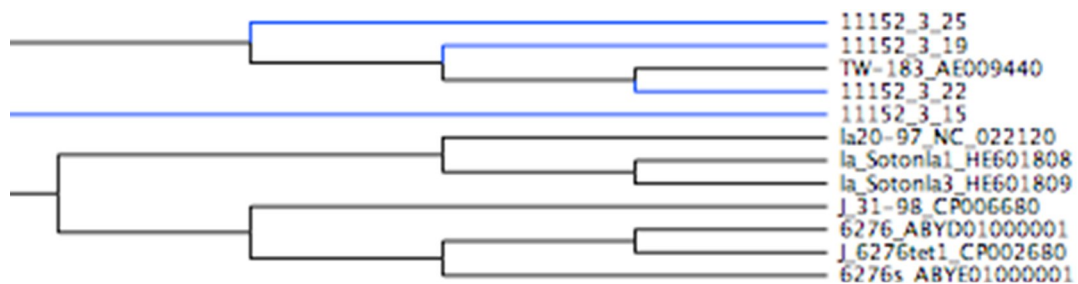 11152_3_25
11152_3_19
TW-183_AE009440
11152_3_22
11152_3_15
Ia20-97_NC_022120
Ia_SotonIa1_HE601808
Ia_SotonIa3_HE601809
J_31-98_CP006680
6276_ABYD01000001
J_6276tet1_CP002680
6276s_ABYE01000001